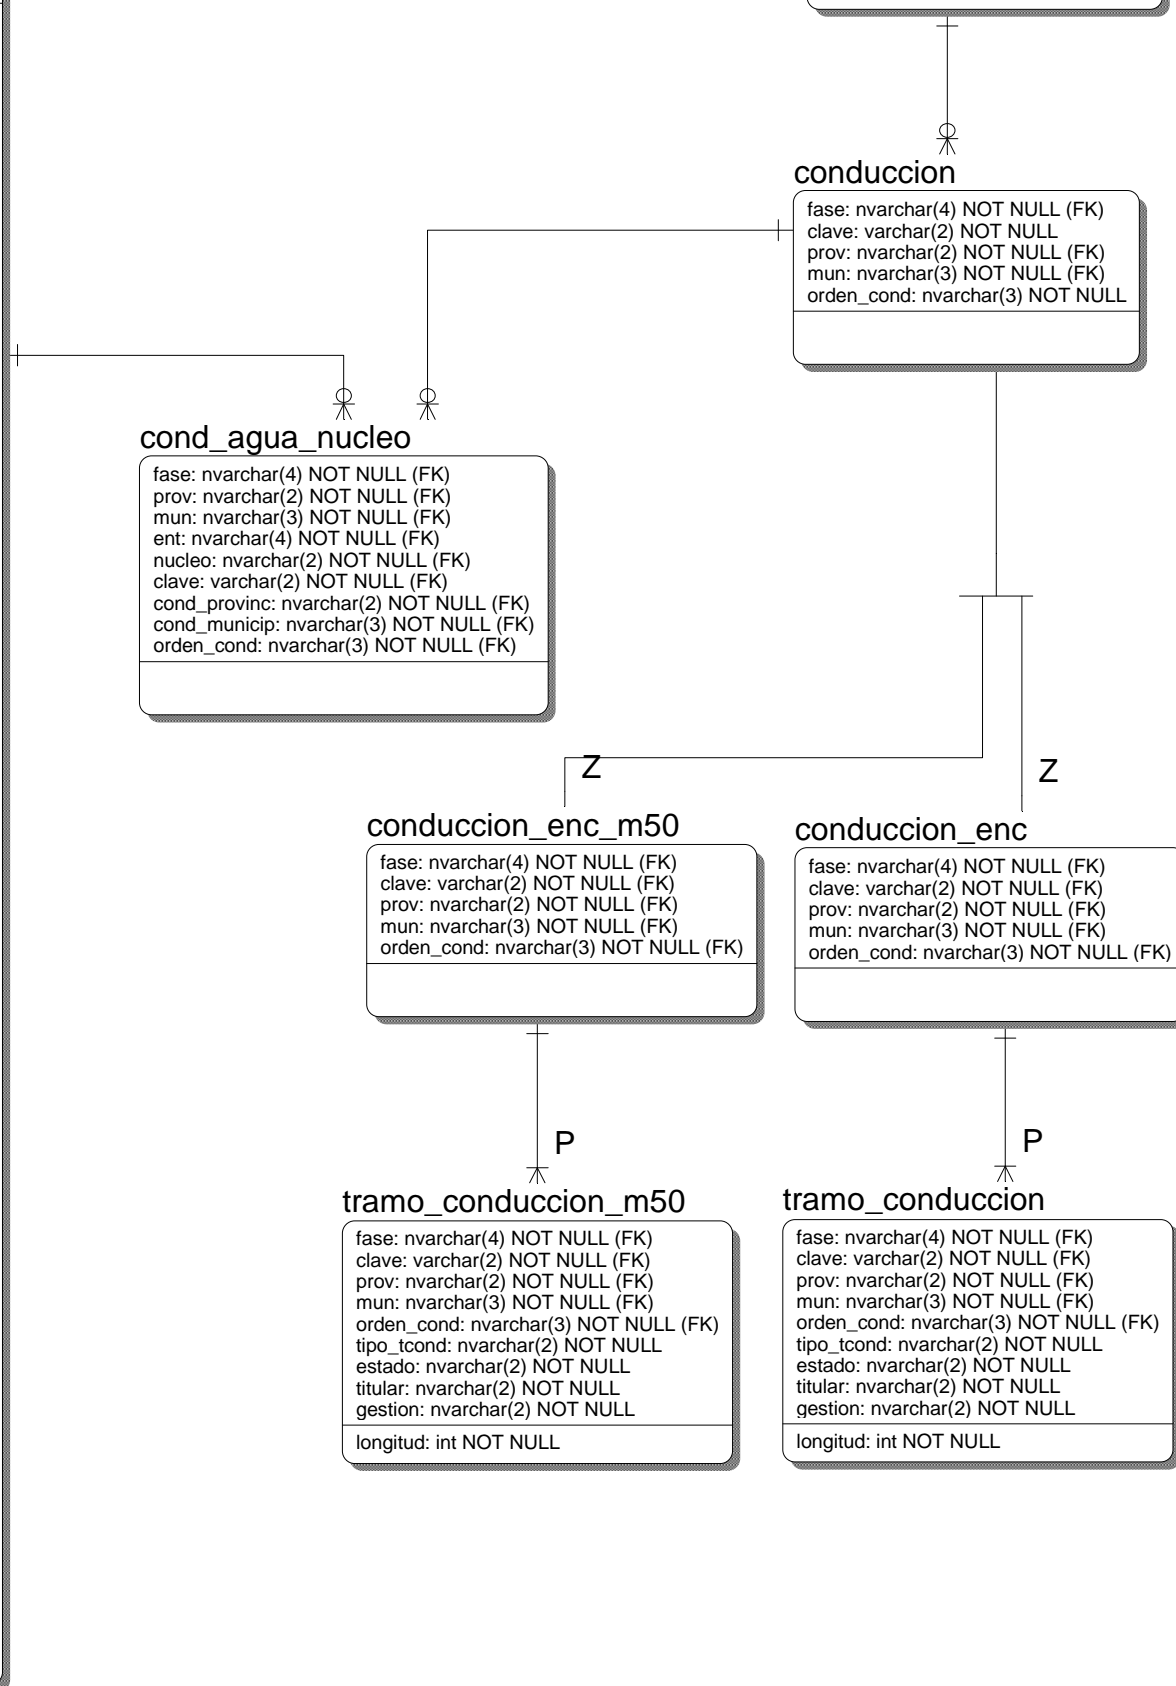 conduccion
fase: nvarchar(4) NOT NULL (FK)
clave: varchar(2) NOT NULL
prov: nvarchar(2) NOT NULL (FK)
mun: nvarchar(3) NOT NULL (FK)
orden_cond: nvarchar(3) NOT NULL
cond_agua_nucleo
fase: nvarchar(4) NOT NULL (FK)
prov: nvarchar(2) NOT NULL (FK)
mun: nvarchar(3) NOT NULL (FK)
ent: nvarchar(4) NOT NULL (FK)
nucleo: nvarchar(2) NOT NULL (FK)
clave: varchar(2) NOT NULL (FK)
cond_provinc: nvarchar(2) NOT NULL (FK)
cond_municip: nvarchar(3) NOT NULL (FK)
orden_cond: nvarchar(3) NOT NULL (FK)
Z
Z
conduccion_enc_m50
fase: nvarchar(4) NOT NULL (FK)
clave: varchar(2) NOT NULL (FK)
prov: nvarchar(2) NOT NULL (FK)
mun: nvarchar(3) NOT NULL (FK)
orden_cond: nvarchar(3) NOT NULL (FK)
conduccion_enc
fase: nvarchar(4) NOT NULL (FK)
clave: varchar(2) NOT NULL (FK)
prov: nvarchar(2) NOT NULL (FK)
mun: nvarchar(3) NOT NULL (FK)
orden_cond: nvarchar(3) NOT NULL (FK)
P
P
tramo_conduccion_m50
fase: nvarchar(4) NOT NULL (FK)
clave: varchar(2) NOT NULL (FK)
prov: nvarchar(2) NOT NULL (FK)
mun: nvarchar(3) NOT NULL (FK)
orden_cond: nvarchar(3) NOT NULL (FK)
tipo_tcond: nvarchar(2) NOT NULL
estado: nvarchar(2) NOT NULL
titular: nvarchar(2) NOT NULL
gestion: nvarchar(2) NOT NULL
longitud: int NOT NULL
tramo_conduccion
fase: nvarchar(4) NOT NULL (FK)
clave: varchar(2) NOT NULL (FK)
prov: nvarchar(2) NOT NULL (FK)
mun: nvarchar(3) NOT NULL (FK)
orden_cond: nvarchar(3) NOT NULL (FK)
tipo_tcond: nvarchar(2) NOT NULL
estado: nvarchar(2) NOT NULL
titular: nvarchar(2) NOT NULL
gestion: nvarchar(2) NOT NULL
longitud: int NOT NULL